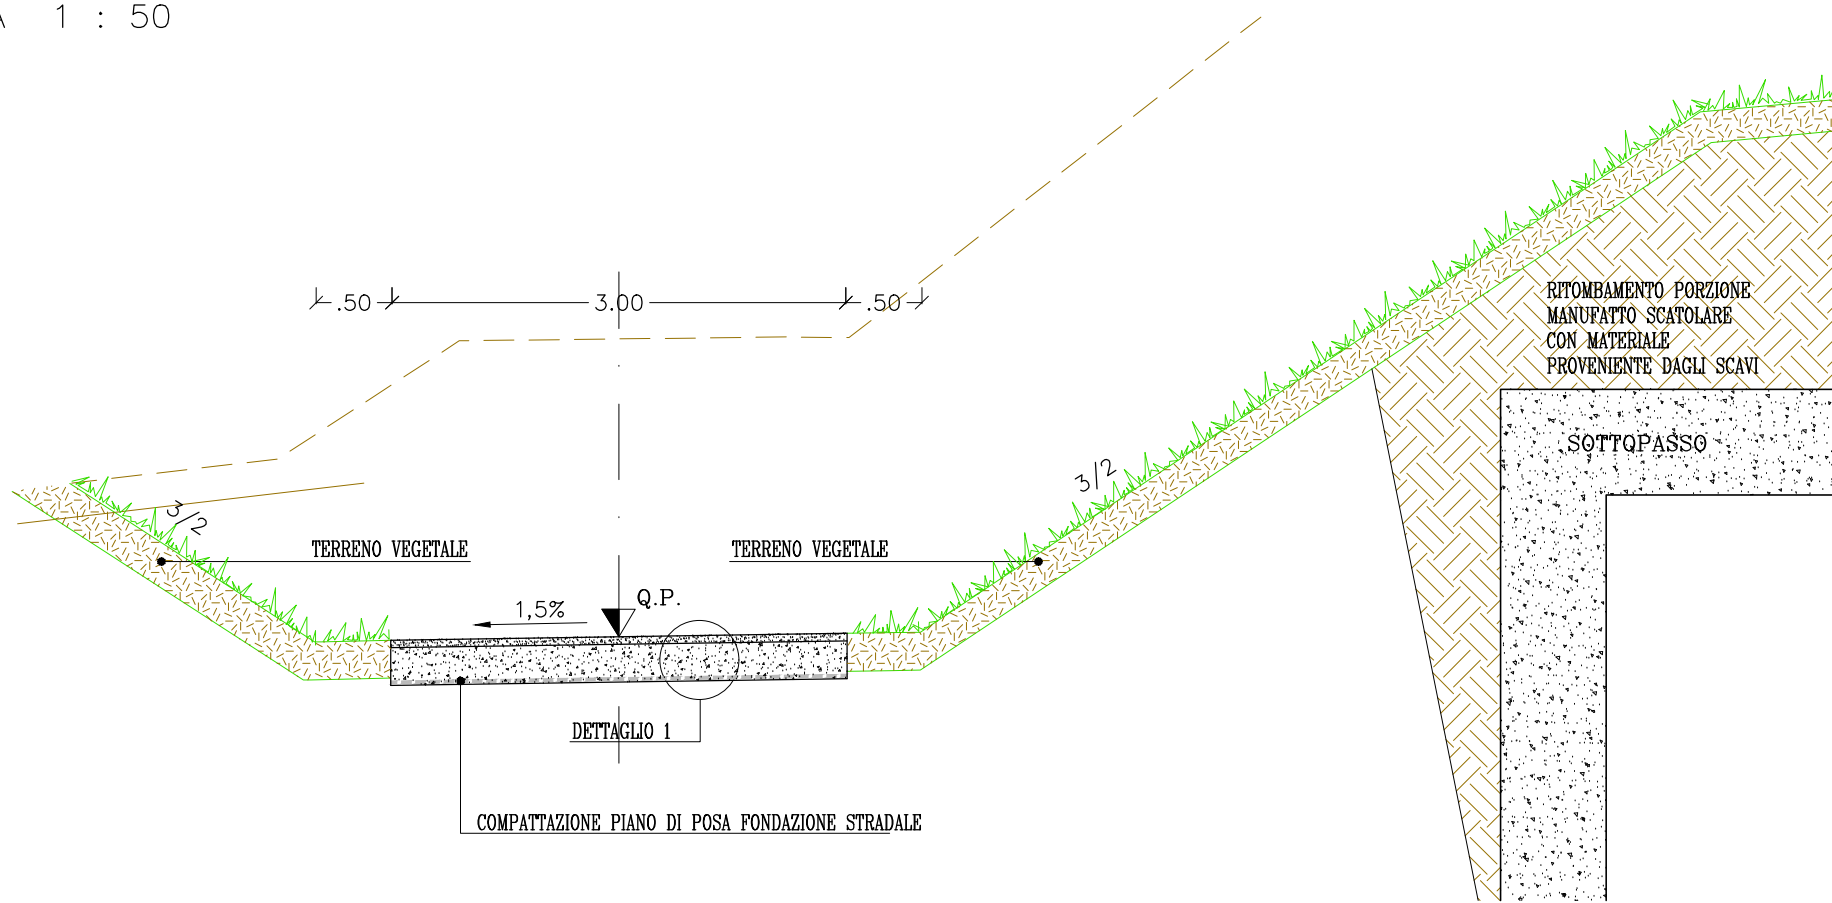 1 : 50
.50
3.00
.50
RITOMBAMENTO PORZIONE
MANUFATTO SCATOLARE
CON MATERIALE
PROVENIENTE DAGLI SCAVI
SOTTOPASSO
3/2
3/2
TERRENO VEGETALE
TERRENO VEGETALE
1,5%
Q.P.
DETTAGLIO 1
COMPATTAZIONE PIANO DI POSA FONDAZIONE STRADALE